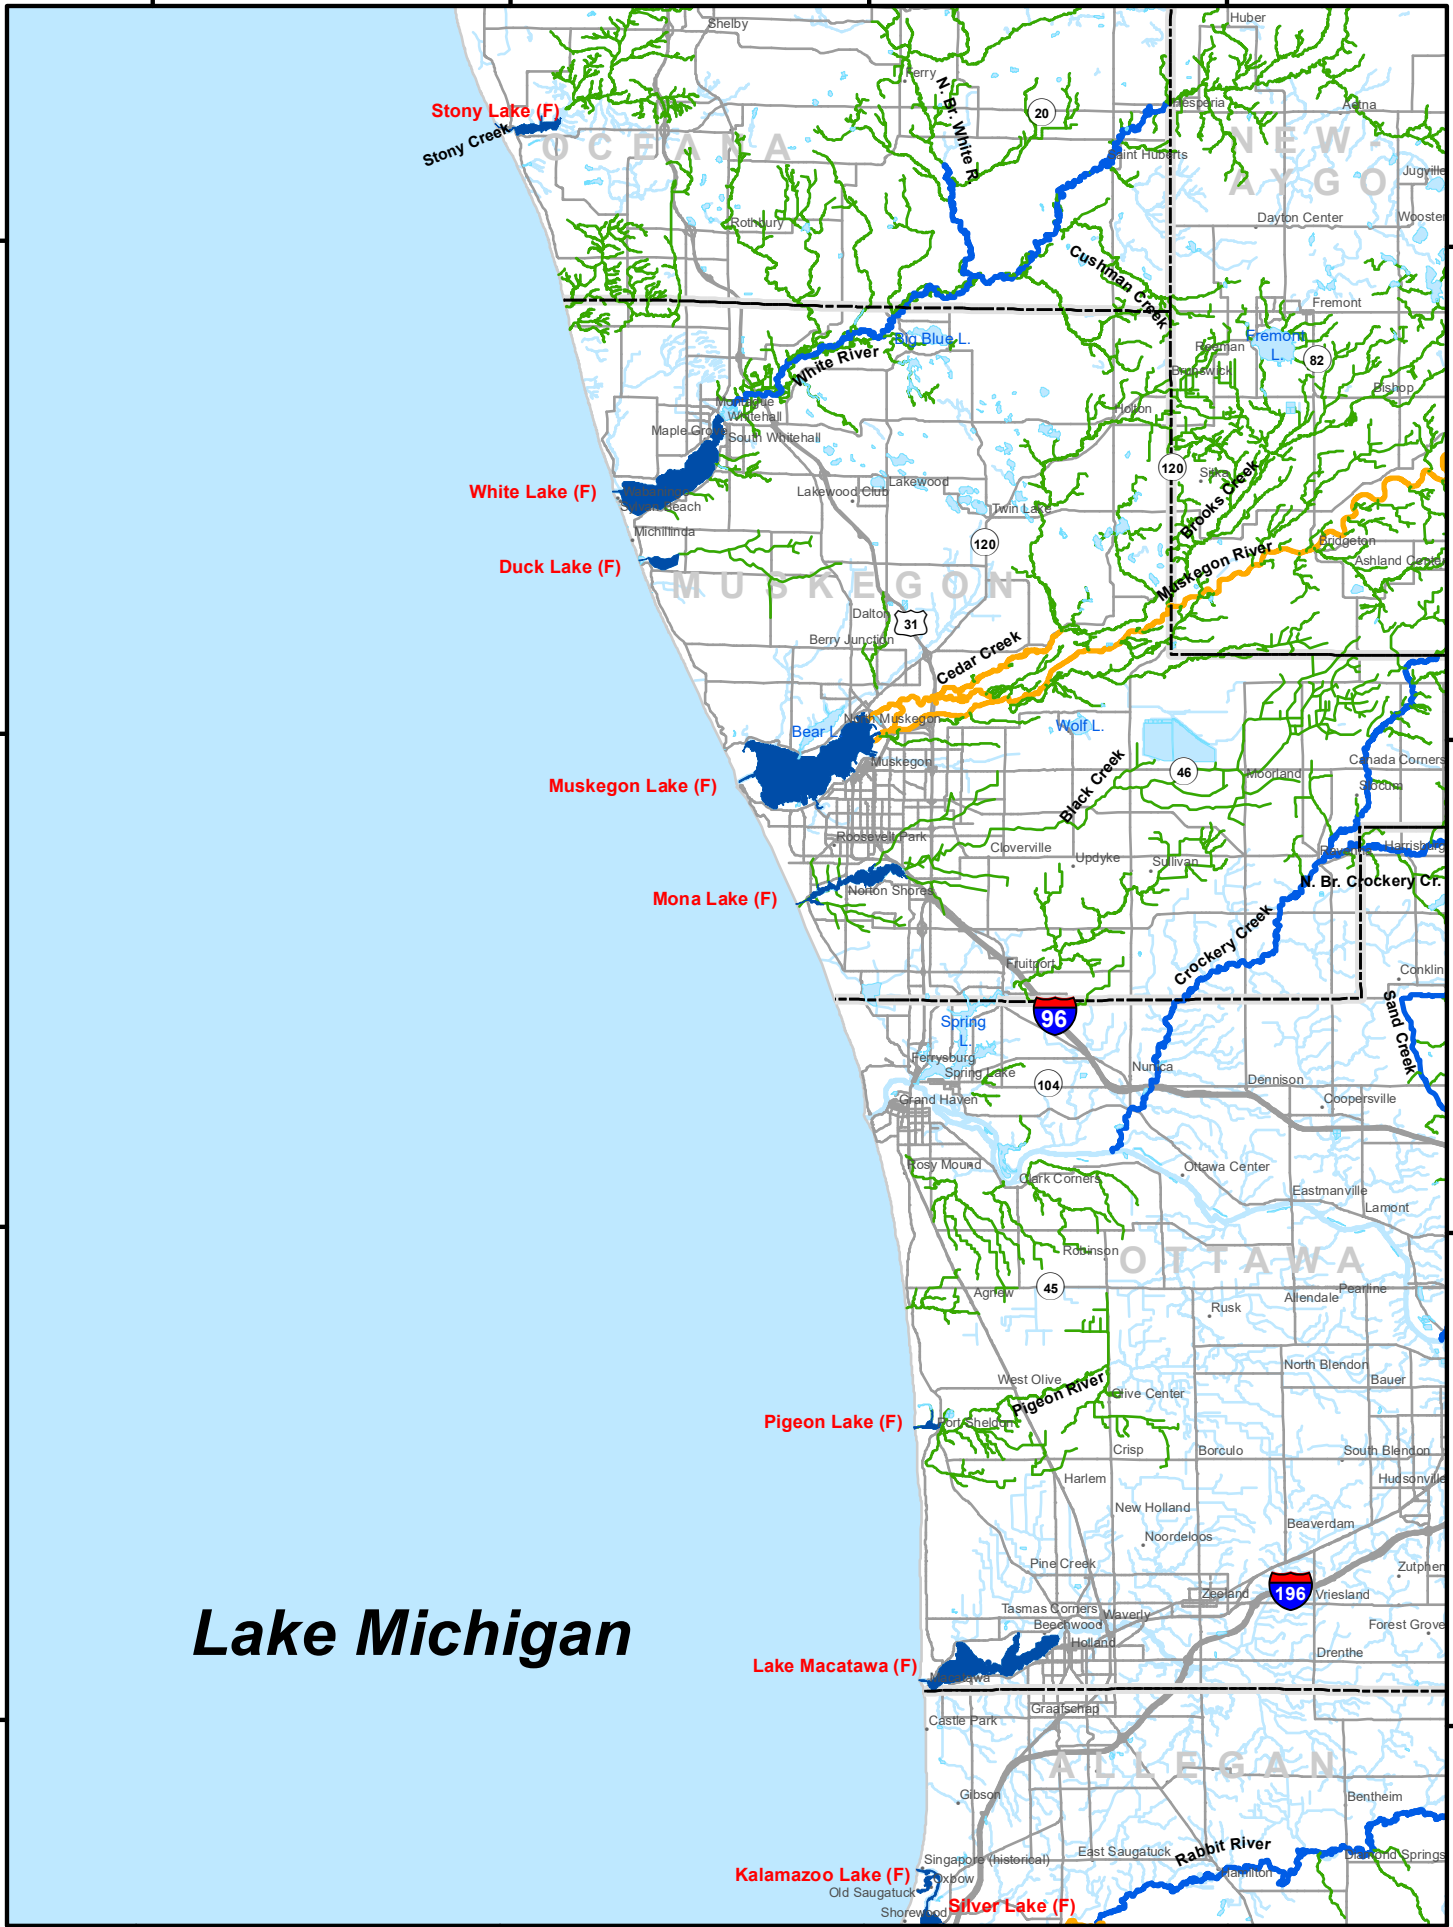 Shelby
Huber
Ferry
Hesperia
Aetna
Stony Lake (F)
Stony Creek
N. Br. White R.
20
OCEANA
NEW-
AYGO
Saint Huberts
Jugville
Rothbury
Dayton Center
Wooster
Cushman Creek
Fremont
Big Blue L.
Fremont
L.
Reeman
82
White River
Brunswick
Bishop
Montague
Whitehall
Holton
Maple Grove
South Whitehall
120
Sitka
Brooks Creek
White Lake (F)
Wabaningo
Sylvan Beach
Lakewood Club
Lakewood
Twin Lake
Michillinda
120
Bridgeton
Duck Lake (F)
Muskegon River
Ashland Center
MUSKEGON
Dalton
31
Berry Junction
Cedar Creek
North Muskegon
Bear L.
Wolf L.
Muskegon
Muskegon Lake (F)
Black Creek
46
Moorland
Canada Corners
Slocum
Roosevelt Park
Cloverville
Updyke
Sullivan
Ravenna
Harrisburg
N. Br. Crockery Cr.
Mona Lake (F)
Norton Shores
Crockery Creek
Fruitport
Conklin
Sand Creek
96
Spring
L.
Ferrysburg
Spring Lake
104
Nunica
Dennison
Grand Haven
Coopersville
Rosy Mound
Clark Corners
Ottawa Center
Eastmanville
Lamont
Robinson
OTTAWA
45
Agnew
Pearline
Allendale
Rusk
North Blendon
Bauer
West Olive
Pigeon River
Olive Center
Pigeon Lake (F)
Port Sheldon
Crisp
Borculo
South Blendon
Harlem
Hudsonville
New Holland
Noordeloos
Beaverdam
Pine Creek
Zutphen
196
Zeeland
Vriesland
Tasmas Corners
Waverly
Beechwood
Forest Grove
Lake Michigan
Holland
Drenthe
Lake Macatawa (F)
Macatawa
Graafschap
Castle Park
ALLEGAN
Gibson
Bentheim
Rabbit River
East Saugatuck
Diamond Springs
Singapore (historical)
Kalamazoo Lake (F)
Oxbow
Hamilton
Old Saugatuck
Silver Lake (F)
Shorewood